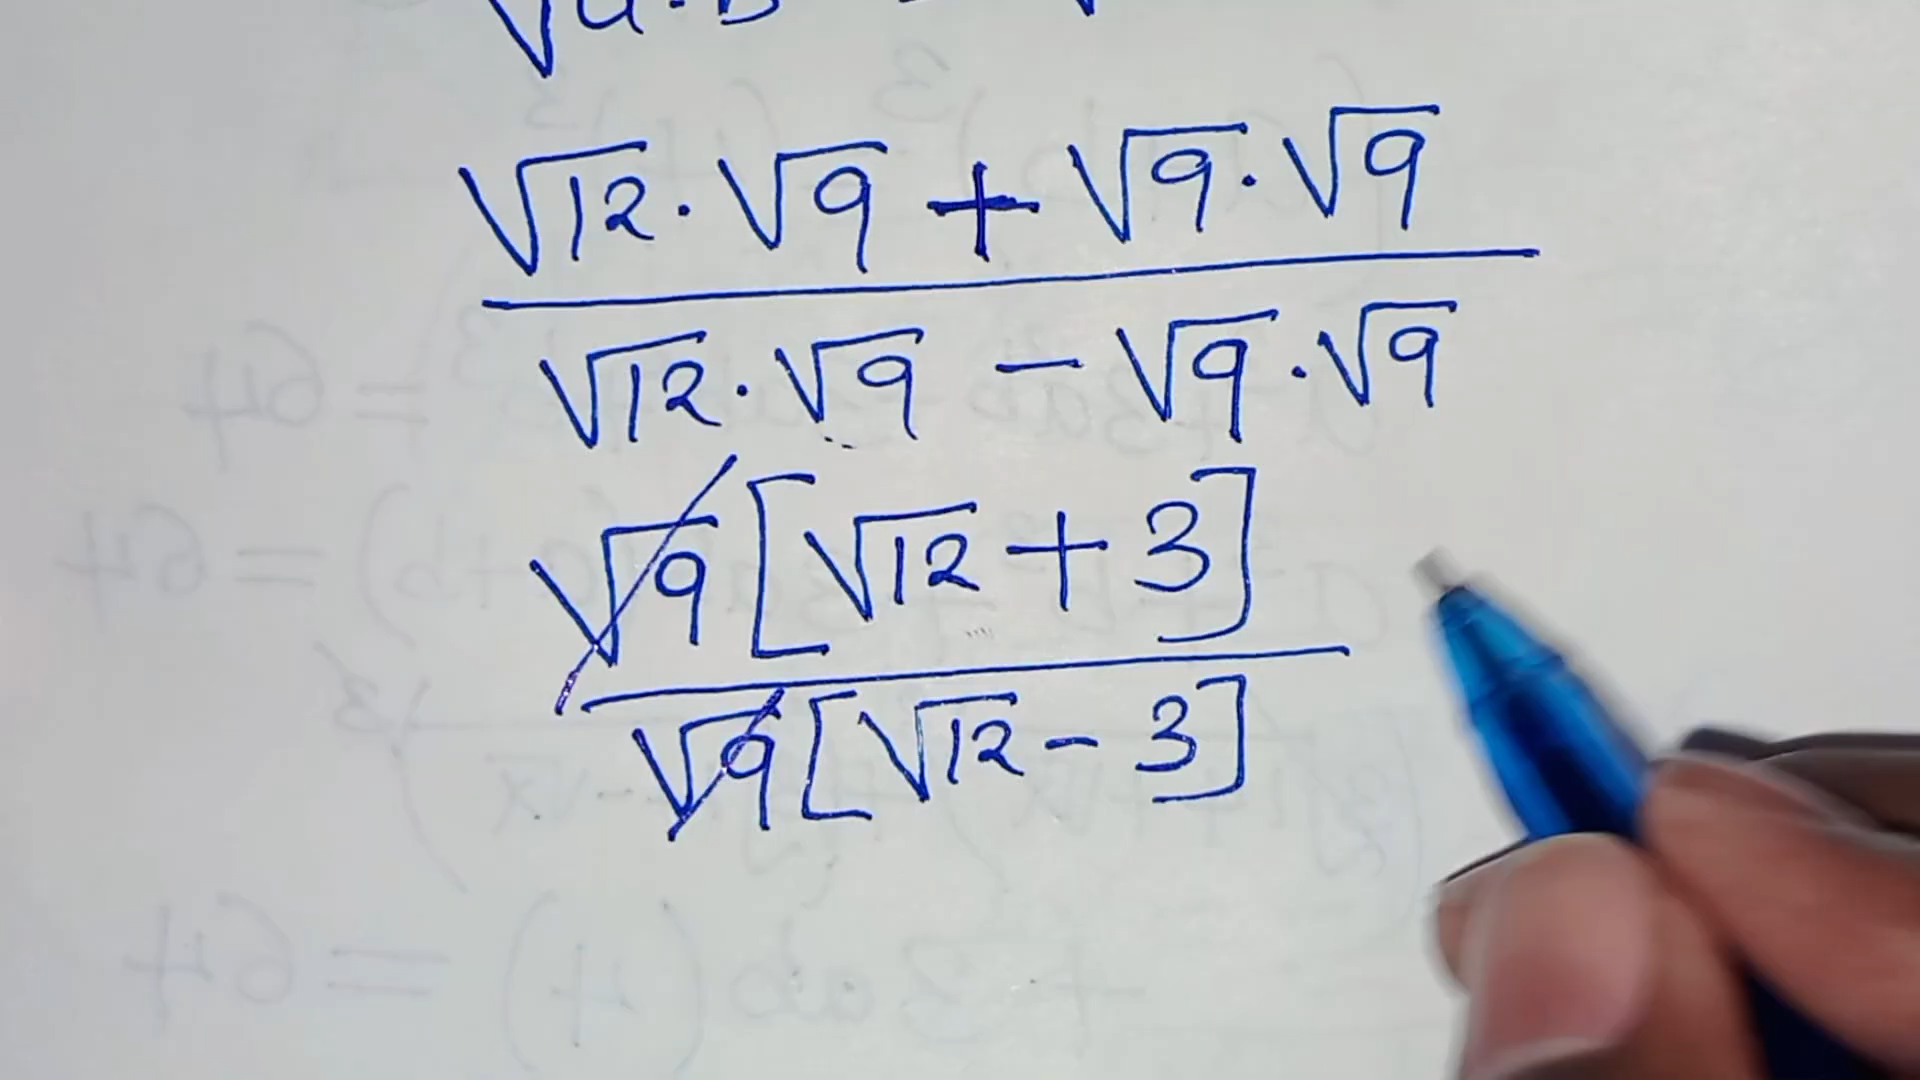 √a·b
√12 · √9 + √9 · √9
√12 · √9 − √9 · √9
√9 [√12 + 3]
√9 [√12 − 3]